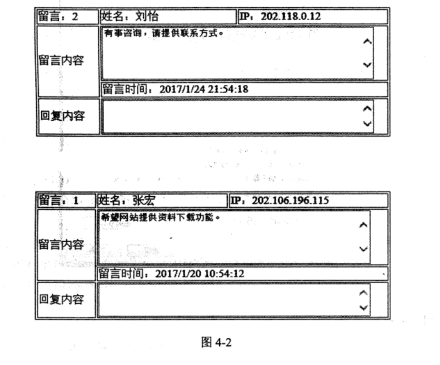 留言：2 姓名：刘怡 IP：202.118.0.12
有事咨询，请提供联系方式。
留言内容
留言时间：2017/1/24 21:54:18
回复内容
留言：1 姓名：张宏 IP：202.106.196.115
希望网站提供资料下载功能。
留言内容
留言时间：2017/1/20 10:54:12
回复内容
图 4-2